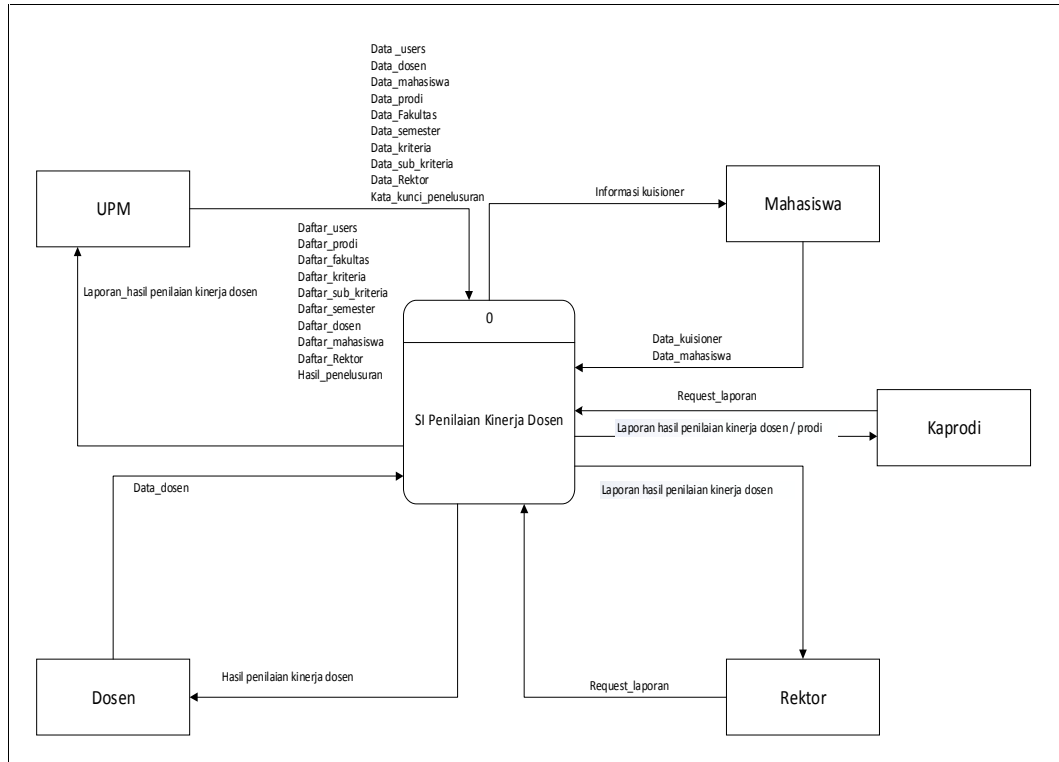 Data _users
Data_dosen
Data_mahasiswa
Data_prodi
Data_Fakultas
Data_semester
Data_kriteria
Data_sub_kriteria
Data_Rektor
Kata_kunci_penelusuran
UPM
Informasi kuisioner
Mahasiswa
Daftar_users
Daftar_prodi
Daftar_fakultas
Daftar_kriteria
Daftar_sub_kriteria
Daftar_semester
Daftar_dosen
Daftar_mahasiswa
Daftar_Rektor
Hasil_penelusuran
Laporan_hasil penilaian kinerja dosen
0
SI Penilaian Kinerja Dosen
Data_kuisioner
Data_mahasiswa
Request_laporan
Laporan hasil penilaian kinerja dosen / prodi
Kaprodi
Laporan hasil penilaian kinerja dosen
Data_dosen
Hasil penilaian kinerja dosen
Dosen
Request_laporan
Rektor